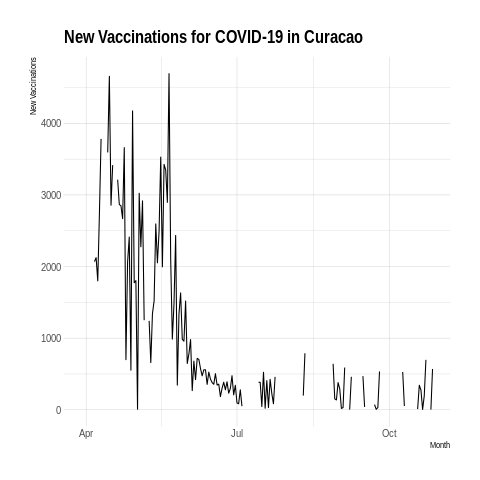 New Vaccinations for COVID-19 in Curacao
New Vaccinations
4000
3000
2000
1000
0
Apr
Jul
Oct
Month